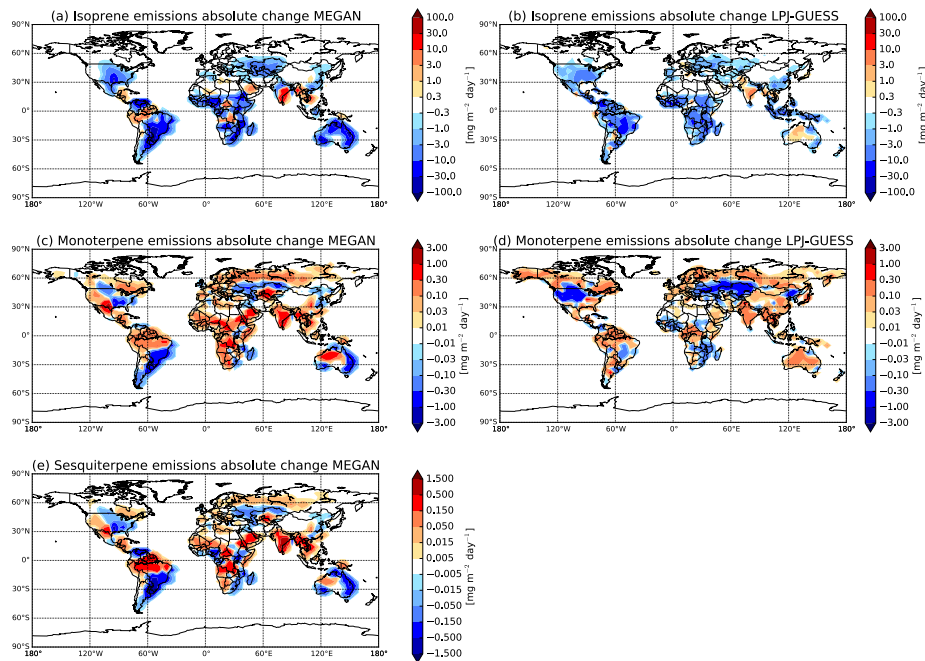 (a) Isoprene emissions absolute change MEGAN
90°N
60°N
30°N
0°
30°S
60°S
90°S
180°
120°W
60°W
0°
60°E
120°E
180°
100.0
30.0
10.0
3.0
1.0
0.3
−0.3
−1.0
−3.0
−10.0
−30.0
−100.0
[mg m⁻² day⁻¹]
(b) Isoprene emissions absolute change LPJ-GUESS
90°N
60°N
30°N
0°
30°S
60°S
90°S
180°
120°W
60°W
0°
60°E
120°E
180°
100.0
30.0
10.0
3.0
1.0
0.3
−0.3
−1.0
−3.0
−10.0
−30.0
−100.0
[mg m⁻² day⁻¹]
(c) Monoterpene emissions absolute change MEGAN
90°N
60°N
30°N
0°
30°S
60°S
90°S
180°
120°W
60°W
0°
60°E
120°E
180°
3.00
1.00
0.30
0.10
0.03
0.01
−0.01
−0.03
−0.10
−0.30
−1.00
−3.00
[mg m⁻² day⁻¹]
(d) Monoterpene emissions absolute change LPJ-GUESS
90°N
60°N
30°N
0°
30°S
60°S
90°S
180°
120°W
60°W
0°
60°E
120°E
180°
3.00
1.00
0.30
0.10
0.03
0.01
−0.01
−0.03
−0.10
−0.30
−1.00
−3.00
[mg m⁻² day⁻¹]
(e) Sesquiterpene emissions absolute change MEGAN
90°N
60°N
30°N
0°
30°S
60°S
90°S
180°
120°W
60°W
0°
60°E
120°E
180°
1.500
0.500
0.150
0.050
0.015
0.005
−0.005
−0.015
−0.050
−0.150
−0.500
−1.500
[mg m⁻² day⁻¹]